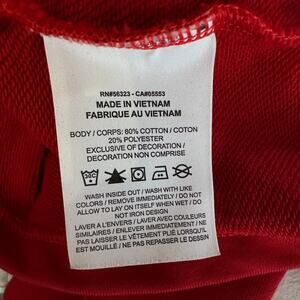 RN#56323 - CA#05553
MADE IN VIETNAM
FABRIQUE AU VIETNAM
BODY / CORPS: 80% COTTON / COTON
20% POLYESTER
EXCLUSIVE OF DECORATION /
DECORATION NON COMPRISE
30C
WASH INSIDE OUT / WASH WITH LIKE
COLORS / REMOVE IMMEDIATELY / DO NOT
ALLOW TO LAY ON ITSELF WHEN WET / DO
NOT IRON DESIGN
LAVER A L'ENVERS / LAVER AVEC COULEURS
SIMILAIRES / ENLEVER IMMÉDIATEMENT / NE
PAS LAISSER LE VÊTEMENT PLIÉ LORSQU'IL
EST MOUILLÉ / NE PAS REPASSER LE DESSIN